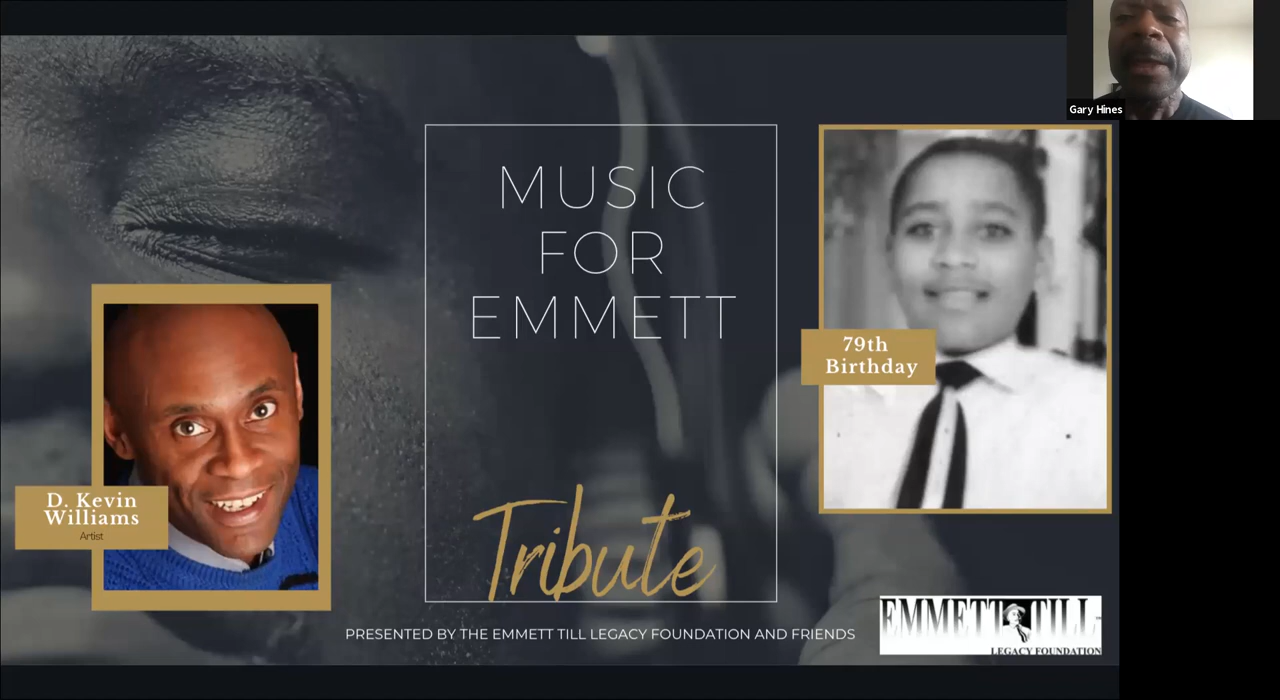 Gary Hines
MUSIC
FOR
EMMETT
79th
Birthday
D. Kevin
Williams
Artist
Tribute
PRESENTED BY THE EMMETT TILL LEGACY FOUNDATION AND FRIENDS
EMMETT TILL
LEGACY FOUNDATION